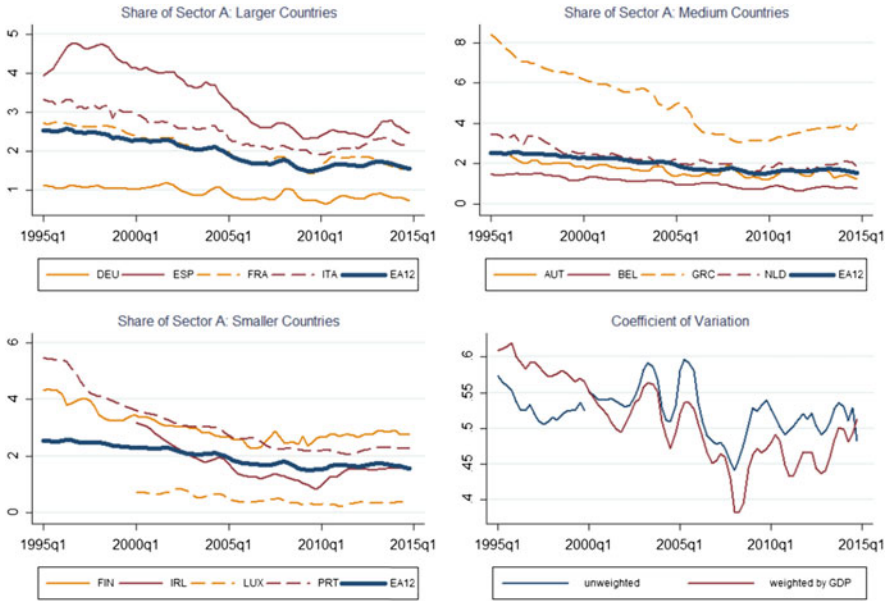 Share of Sector A: Larger Countries
5
4
3
2
1
1995q1 2000q1 2005q1 2010q1 2015q1
DEU ESP FRA ITA EA12
Share of Sector A: Medium Countries
8
6
4
2
0
1995q1 2000q1 2005q1 2010q1 2015q1
AUT BEL GRC NLD EA12
Share of Sector A: Smaller Countries
6
4
2
0
1995q1 2000q1 2005q1 2010q1 2015q1
FIN IRL LUX PRT EA12
Coefficient of Variation
.6
.55
.5
.45
.4
1995q1 2000q1 2005q1 2010q1 2015q1
unweighted weighted by GDP